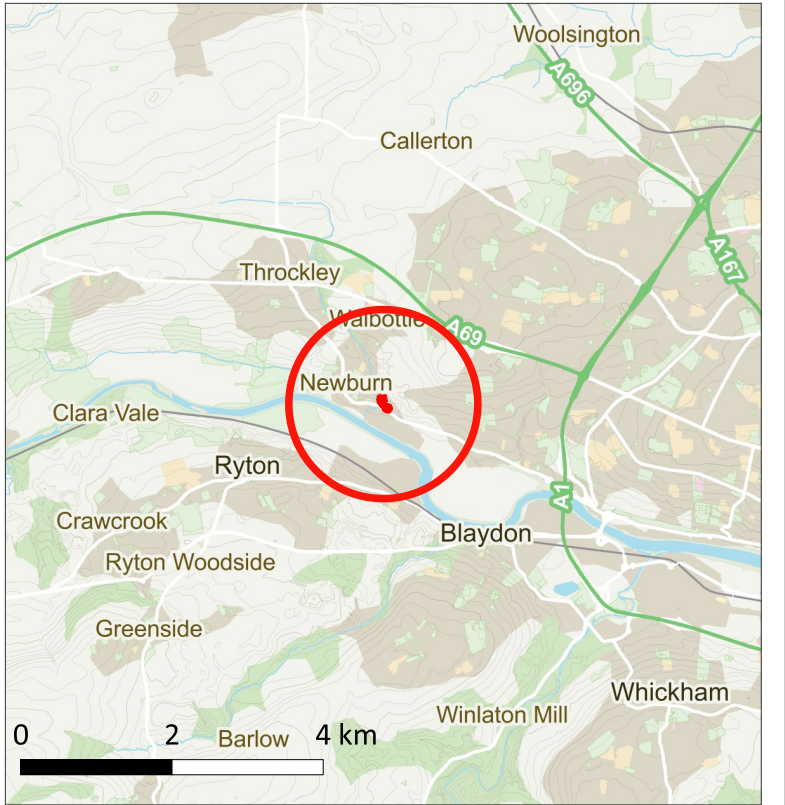 Woolsington
A696
Callerton
A167
Throckley
Walbottle
A69
Newburn
Clara Vale
Ryton
A1
Crawcrook
Blaydon
Ryton Woodside
Greenside
Whickham
Winlaton Mill
0 2 4 km
Barlow